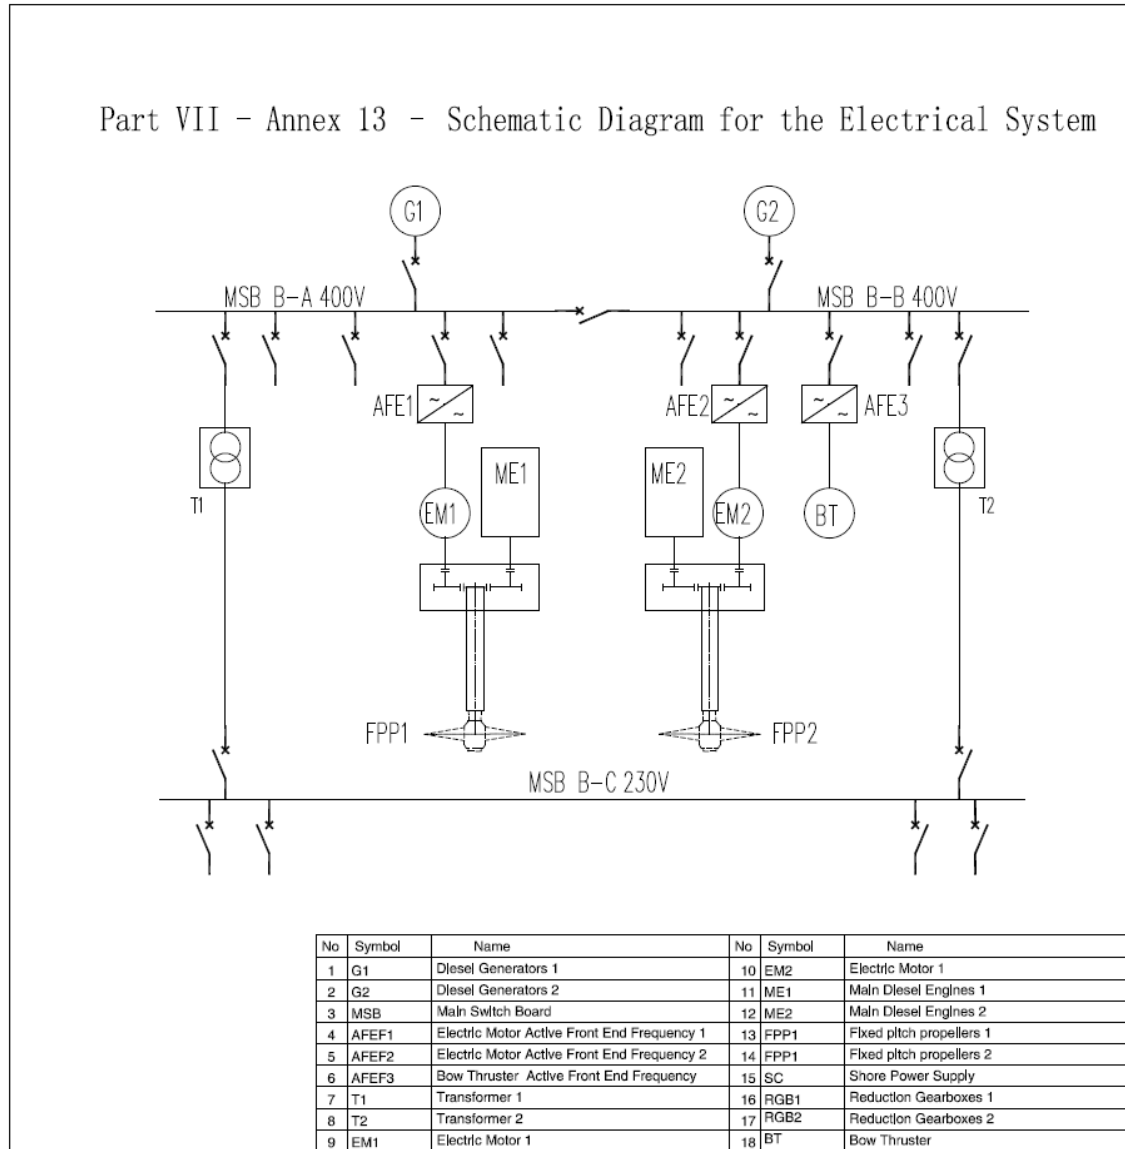 Part VII - Annex 13 - Schematic Diagram for the Electrical System
G1 G2
MSB B-A 400V MSB B-B 400V
AFE1 AFE2 AFE3
ME1 ME2
T1 EM1 EM2 BT T2
FPP1 FPP2
MSB B-C 230V
No Symbol Name No Symbol Name
1 G1 Diesel Generators 1 10 EM2 Electric Motor 1
2 G2 Diesel Generators 2 11 ME1 Main Diesel Engines 1
3 MSB Main Switch Board 12 ME2 Main Diesel Engines 2
4 AFEF1 Electric Motor Active Front End Frequency 1 13 FPP1 Fixed pitch propellers 1
5 AFEF2 Electric Motor Active Front End Frequency 2 14 FPP1 Fixed pitch propellers 2
6 AFEF3 Bow Thruster Active Front End Frequency 15 SC Shore Power Supply
7 T1 Transformer 1 16 RGB1 Reduction Gearboxes 1
8 T2 Transformer 2 17 RGB2 Reduction Gearboxes 2
9 EM1 Electric Motor 1 18 BT Bow Thruster